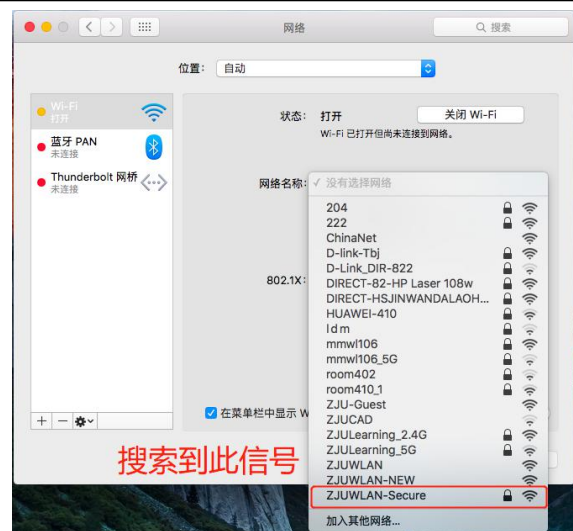 网络
搜索
位置: 自动
Wi-Fi
打开
蓝牙 PAN
未连接
Thunderbolt 网桥
未连接
状态: 打开
关闭 Wi-Fi
Wi-Fi 已打开但尚未连接到网络。
网络名称: ✓ 没有选择网络
204
222
ChinaNet
D-link-Tbj
D-Link_DIR-822
802.1X:
DIRECT-82-HP Laser 108w
DIRECT-HSJINWANDALAOH...
HUAWEI-410
ldm
mmwl106
mmwl106_5G
room402
room410_1
在菜单栏中显示 W
ZJU-Guest
ZJUCAD
ZJULearning_2.4G
ZJULearning_5G
ZJUWLAN
ZJUWLAN-NEW
ZJUWLAN-Secure
加入其他网络...
搜索到此信号